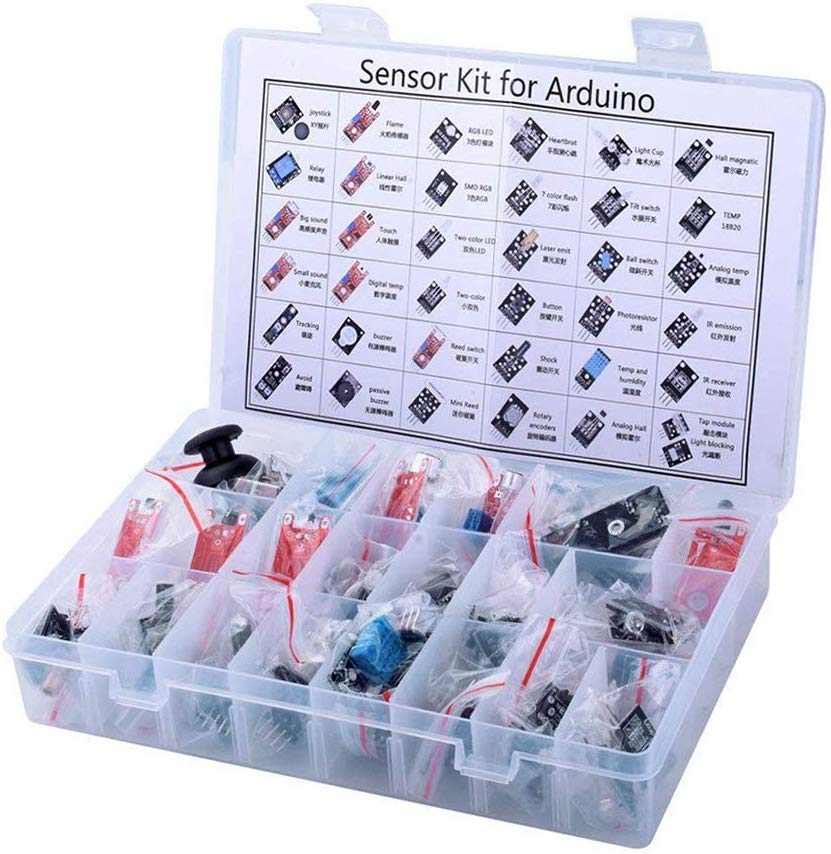 Sensor Kit for Arduino
joystick
XY摇杆
Flame
火焰传感器
RGB LED
3色灯模块
Heartbrat
手指测心跳
Light Cup
魔术光杯
Hall magnatic
霍尔磁力
Relay
继电器
Linear Hall
线性霍尔
SMD RGB
3色RGB
7 color flash
7彩闪烁
Tilt switch
水银开关
TEMP
18B20
Big sound
高感度声音
Touch
人体触摸
Two-color LED
双色LED
Laser emit
激光发射
Ball switch
倾斜开关
Analog temp
模拟温度
Small sound
小麦克风
Digital temp
数字温度
Two-color
小双色
Button
按键开关
Photoresistor
光线
IR emission
红外发射
Tracking
循迹
buzzer
有源蜂鸣器
Reed switch
磁簧开关
Shock
震动开关
Temp and
humidity
温湿度
IR receiver
红外接收
Avoid
避障碍
passive
buzzer
无源蜂鸣器
Mini Reed
迷你磁簧
Rotary
encoders
旋转编码器
Analog Hall
模拟霍尔
Tap module
敲击模块
Light blocking
光遮断